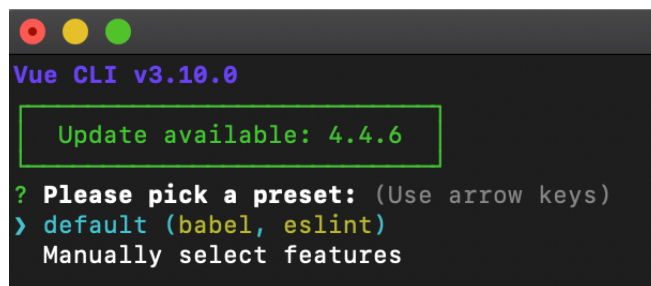 Vue CLI v3.10.0
Update available: 4.4.6
? Please pick a preset: (Use arrow keys)
❯ default (babel, eslint)
Manually select features